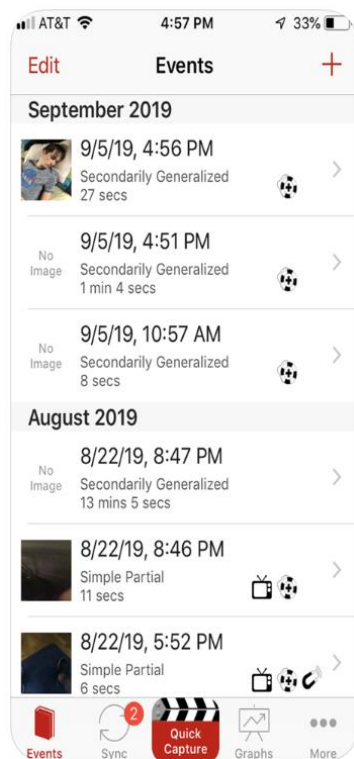 AT&T 4:57 PM 33%
Edit Events +
September 2019
9/5/19, 4:56 PM
Secondarily Generalized
27 secs
No
Image
9/5/19, 4:51 PM
Secondarily Generalized
1 min 4 secs
No
Image
9/5/19, 10:57 AM
Secondarily Generalized
8 secs
August 2019
No
Image
8/22/19, 8:47 PM
Secondarily Generalized
13 mins 5 secs
8/22/19, 8:46 PM
Simple Partial
11 secs
8/22/19, 5:52 PM
Simple Partial
6 secs
2
Events Sync Quick Capture Graphs More